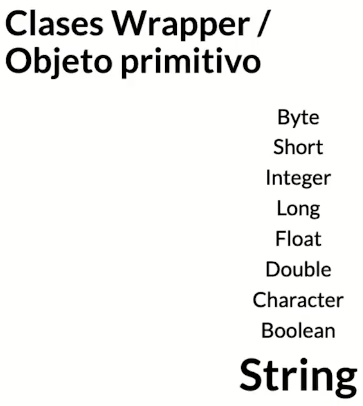 Clases Wrapper /
Objeto primitivo
Byte
Short
Integer
Long
Float
Double
Character
Boolean
String